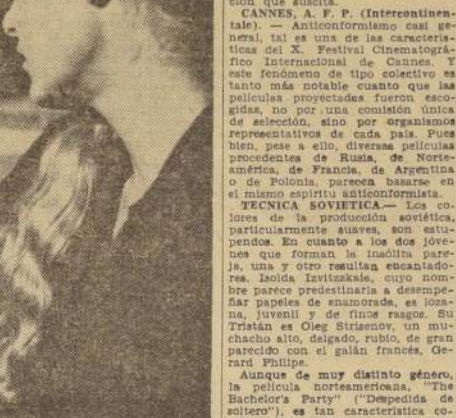 ción que suscita.
CANNES, A. F. P. (Intercontinen-
tale). — Anticonformismo casi ge-
neral, tal es una de las caracterís-
ticas del X. Festival Cinematográ-
fico Internacional de Cannes. Y
este fenómeno de tipo colectivo es
tanto más notable cuanto que las
películas proyectadas fueron esco-
gidas, no por una comisión única
de selección, sino por organismos
representativos de cada país. Pues
bien, pese a ello, diversas películas
procedentes de Rusia, de Norte-
américa, de Francia, de Argentina
o de Polonia, parecen basarse en
el mismo espíritu anticonformista.
TECNICA SOVIETICA.— Los co-
lores de la producción soviética,
particularmente suaves, son estu-
pendos. En cuanto a los dos jóve-
nes que forman la insólita pare-
ja, una y otro resultan encantado-
res. Isolda Izvitzkaia, cuyo nom-
bre parece predestinarla a desempe-
ñar papeles de enamorada, es loza-
na, juvenil y de finos rasgos. Su
Tristán es Oleg Strisenov, un mu-
chacho alto, delgado, rubio, de gran
parecido con el galán francés, Ge-
rard Philipe.
Aunque de muy distinto género,
la película norteamericana, "The
Bachelor's Party" ("Despedida de
soltero"), es tan característica co-